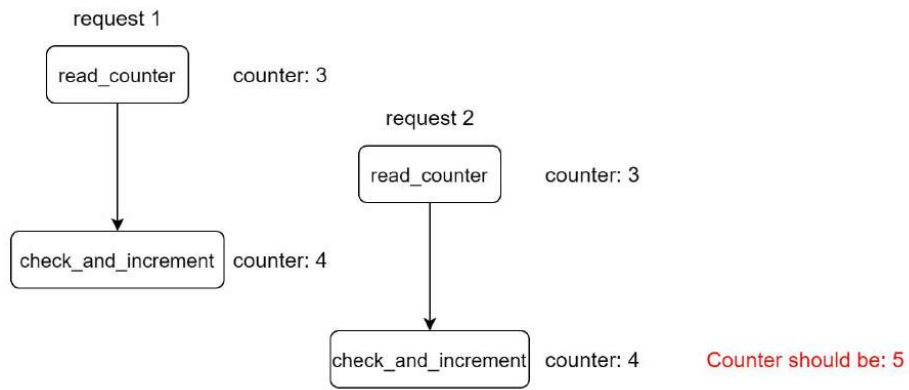 request 1
read_counter
counter: 3
request 2
read_counter
counter: 3
check_and_increment
counter: 4
check_and_increment
counter: 4
Counter should be: 5